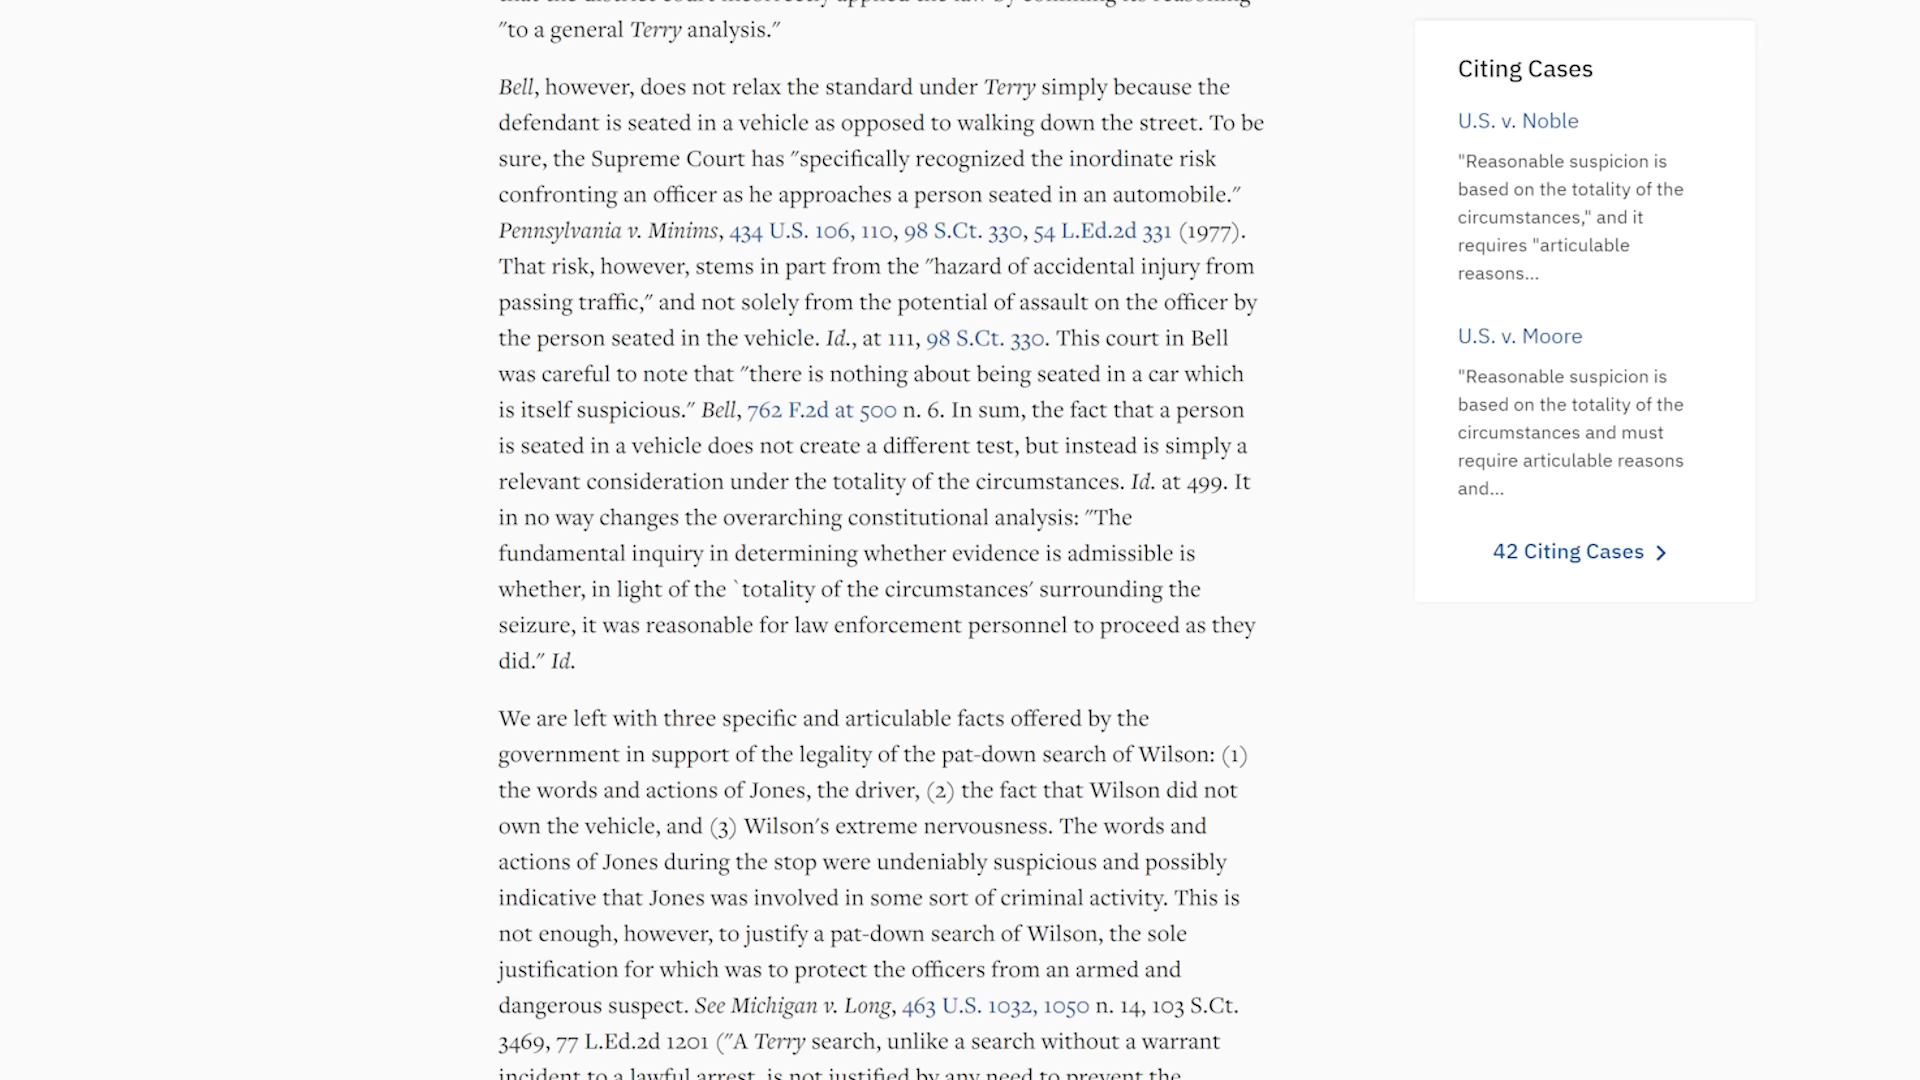 "to a general Terry analysis."
Bell, however, does not relax the standard under Terry simply because the
defendant is seated in a vehicle as opposed to walking down the street. To be
sure, the Supreme Court has "specifically recognized the inordinate risk
confronting an officer as he approaches a person seated in an automobile."
Pennsylvania v. Minims, 434 U.S. 106, 110, 98 S.Ct. 330, 54 L.Ed.2d 331 (1977).
That risk, however, stems in part from the "hazard of accidental injury from
passing traffic," and not solely from the potential of assault on the officer by
the person seated in the vehicle. Id., at 111, 98 S.Ct. 330. This court in Bell
was careful to note that "there is nothing about being seated in a car which
is itself suspicious." Bell, 762 F.2d at 500 n. 6. In sum, the fact that a person
is seated in a vehicle does not create a different test, but instead is simply a
relevant consideration under the totality of the circumstances. Id. at 499. It
in no way changes the overarching constitutional analysis: "The
fundamental inquiry in determining whether evidence is admissible is
whether, in light of the `totality of the circumstances' surrounding the
seizure, it was reasonable for law enforcement personnel to proceed as they
did." Id.
We are left with three specific and articulable facts offered by the
government in support of the legality of the pat-down search of Wilson: (1)
the words and actions of Jones, the driver, (2) the fact that Wilson did not
own the vehicle, and (3) Wilson's extreme nervousness. The words and
actions of Jones during the stop were undeniably suspicious and possibly
indicative that Jones was involved in some sort of criminal activity. This is
not enough, however, to justify a pat-down search of Wilson, the sole
justification for which was to protect the officers from an armed and
dangerous suspect. See Michigan v. Long, 463 U.S. 1032, 1050 n. 14, 103 S.Ct.
3469, 77 L.Ed.2d 1201 ("A Terry search, unlike a search without a warrant
incident to a lawful arrest, is not justified by any need to prevent the
Citing Cases
U.S. v. Noble
"Reasonable suspicion is
based on the totality of the
circumstances," and it
requires "articulable
reasons...
U.S. v. Moore
"Reasonable suspicion is
based on the totality of the
circumstances and must
require articulable reasons
and...
42 Citing Cases